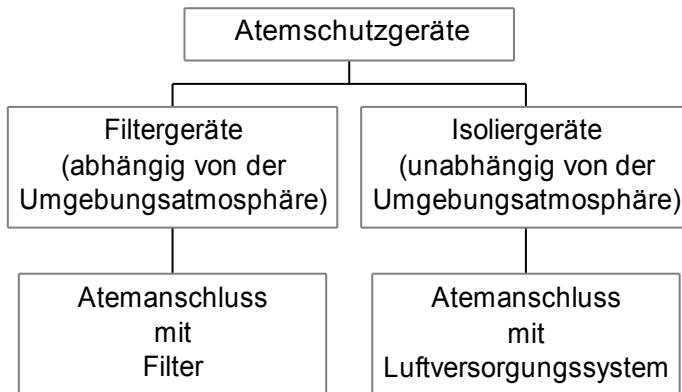 Atemschutzgeräte
Filtergeräte
(abhängig von der
Umgebungsatmosphäre)
Isoliergeräte
(unabhängig von der
Umgebungsatmosphäre)
Atemanschluss
mit
Filter
Atemanschluss
mit
Luftversorgungssystem